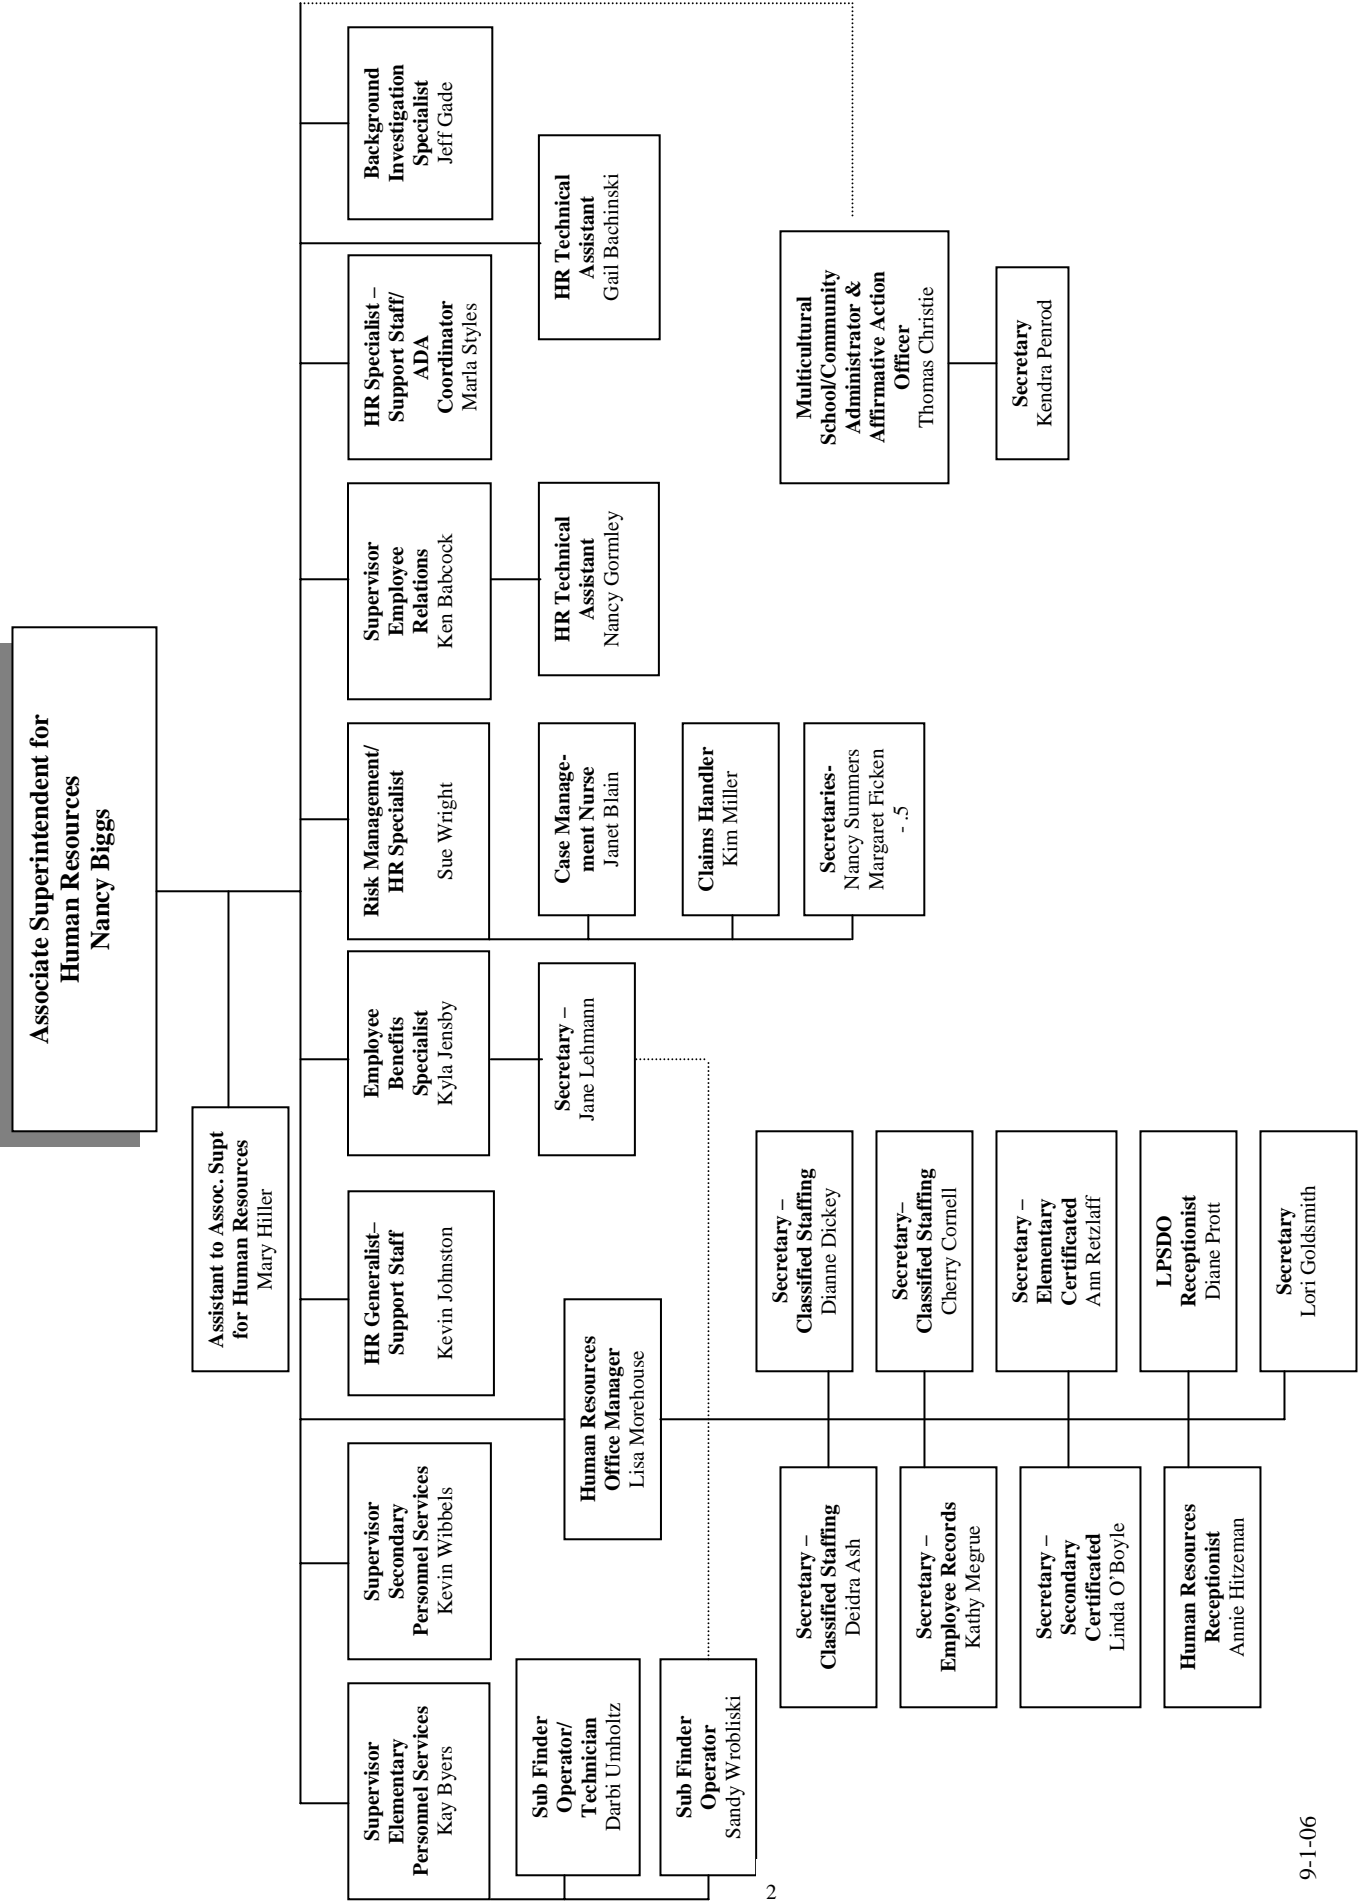 Associate Superintendent for
Human Resources
Nancy Biggs
Assistant to Assoc. Supt
for Human Resources
Mary Hiller
Supervisor
Elementary
Personnel Services
Kay Byers
Supervisor
Secondary
Personnel Services
Kevin Wibbels
HR Generalist–
Support Staff
Kevin Johnston
Employee
Benefits
Specialist
Kyla Jensby
Risk Management/
HR Specialist
Sue Wright
Supervisor
Employee
Relations
Ken Babcock
HR Specialist –
Support Staff/
ADA
Coordinator
Marla Styles
Background
Investigation
Specialist
Jeff Gade
Sub Finder
Operator/
Technician
Darbi Umholtz
Sub Finder
Operator
Sandy Wrobliski
Human Resources
Office Manager
Lisa Morehouse
Secretary –
Jane Lehmann
Case Manage-
ment Nurse
Janet Blain
Claims Handler
Kim Miller
Secretaries-
Nancy Summers
Margaret Ficken
- .5
HR Technical
Assistant
Nancy Gormley
HR Technical
Assistant
Gail Bachinski
Multicultural
School/Community
Administrator &
Affirmative Action
Officer
Thomas Christie
Secretary
Kendra Penrod
Secretary –
Classified Staffing
Deidra Ash
Secretary –
Classified Staffing
Dianne Dickey
Secretary –
Employee Records
Kathy Megrue
Secretary–
Classified Staffing
Cherry Cornell
Secretary –
Secondary
Certificated
Linda O'Boyle
Secretary –
Elementary
Certificated
Ann Retzlaff
Human Resources
Receptionist
Annie Hitzeman
LPSDO
Receptionist
Diane Prott
Secretary
Lori Goldsmith
9-1-06
2